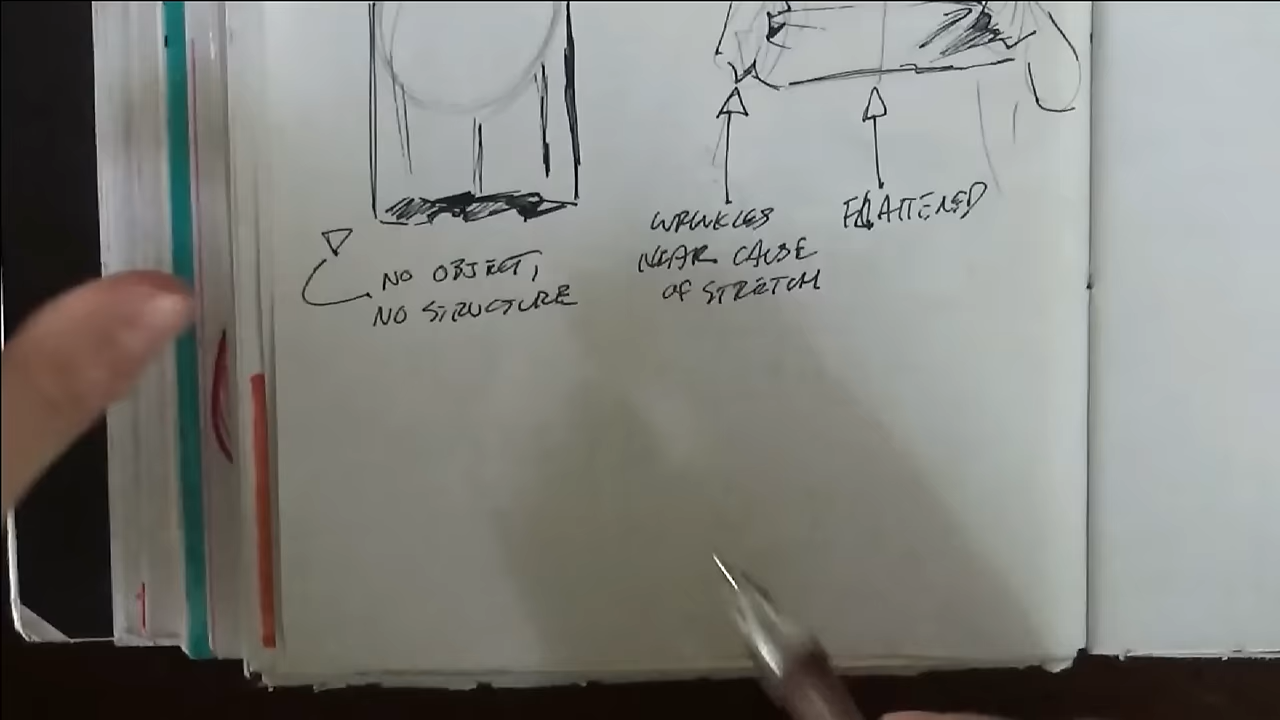 NO OBJECT,
NO STRUCTURE
WRINKLES
NEAR CAUSE
OF STRETCH
FLATTENED